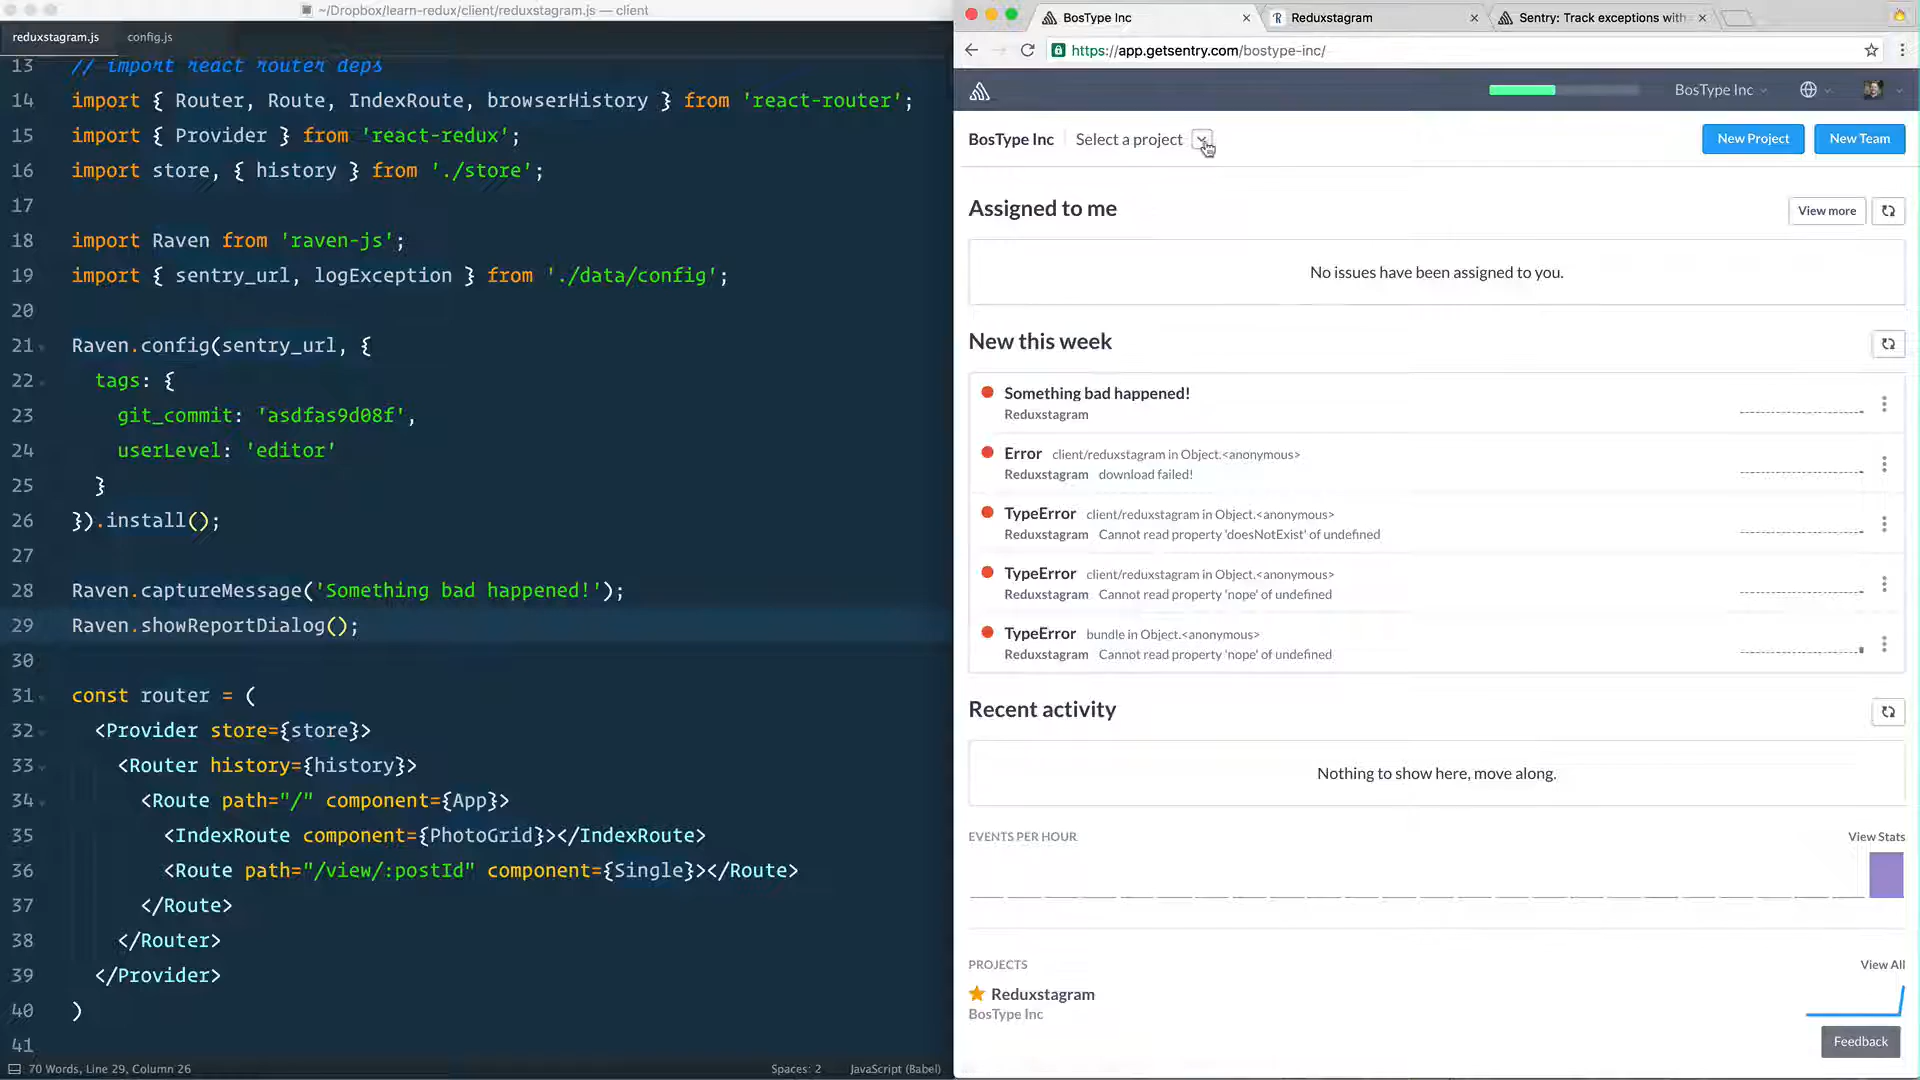 ~/Dropbox/learn-redux/client/reduxstagram.js — client
reduxstagram.js
config.js
13 // import react router deps
14 import { Router, Route, IndexRoute, browserHistory } from 'react-router';
15 import { Provider } from 'react-redux';
16 import store, { history } from './store';
17
18 import Raven from 'raven-js';
19 import { sentry_url, logException } from './data/config';
20
21 Raven.config(sentry_url, {
22 tags: {
23 git_commit: 'asdfas9d08f',
24 userLevel: 'editor'
25 }
26 }).install();
27
28 Raven.captureMessage('Something bad happened!');
29 Raven.showReportDialog();
30
31 const router = (
32 <Provider store={store}>
33 <Router history={history}>
34 <Route path="/" component={App}>
35 <IndexRoute component={PhotoGrid}></IndexRoute>
36 <Route path="/view/:postId" component={Single}></Route>
37 </Route>
38 </Router>
39 </Provider>
40 )
41
70 Words, Line 29, Column 26
Spaces: 2
JavaScript (Babel)
BosType Inc
Reduxstagram
Sentry: Track exceptions with
https://app.getsentry.com/bostype-inc/
BosType Inc
BosType Inc
Select a project
New Project
New Team
Assigned to me
View more
No issues have been assigned to you.
New this week
Something bad happened!
Reduxstagram
Error client/reduxstagram in Object.<anonymous>
Reduxstagram download failed!
TypeError client/reduxstagram in Object.<anonymous>
Reduxstagram Cannot read property 'doesNotExist' of undefined
TypeError client/reduxstagram in Object.<anonymous>
Reduxstagram Cannot read property 'nope' of undefined
TypeError bundle in Object.<anonymous>
Reduxstagram Cannot read property 'nope' of undefined
Recent activity
Nothing to show here, move along.
EVENTS PER HOUR
View Stats
PROJECTS
View All
Reduxstagram
BosType Inc
Feedback